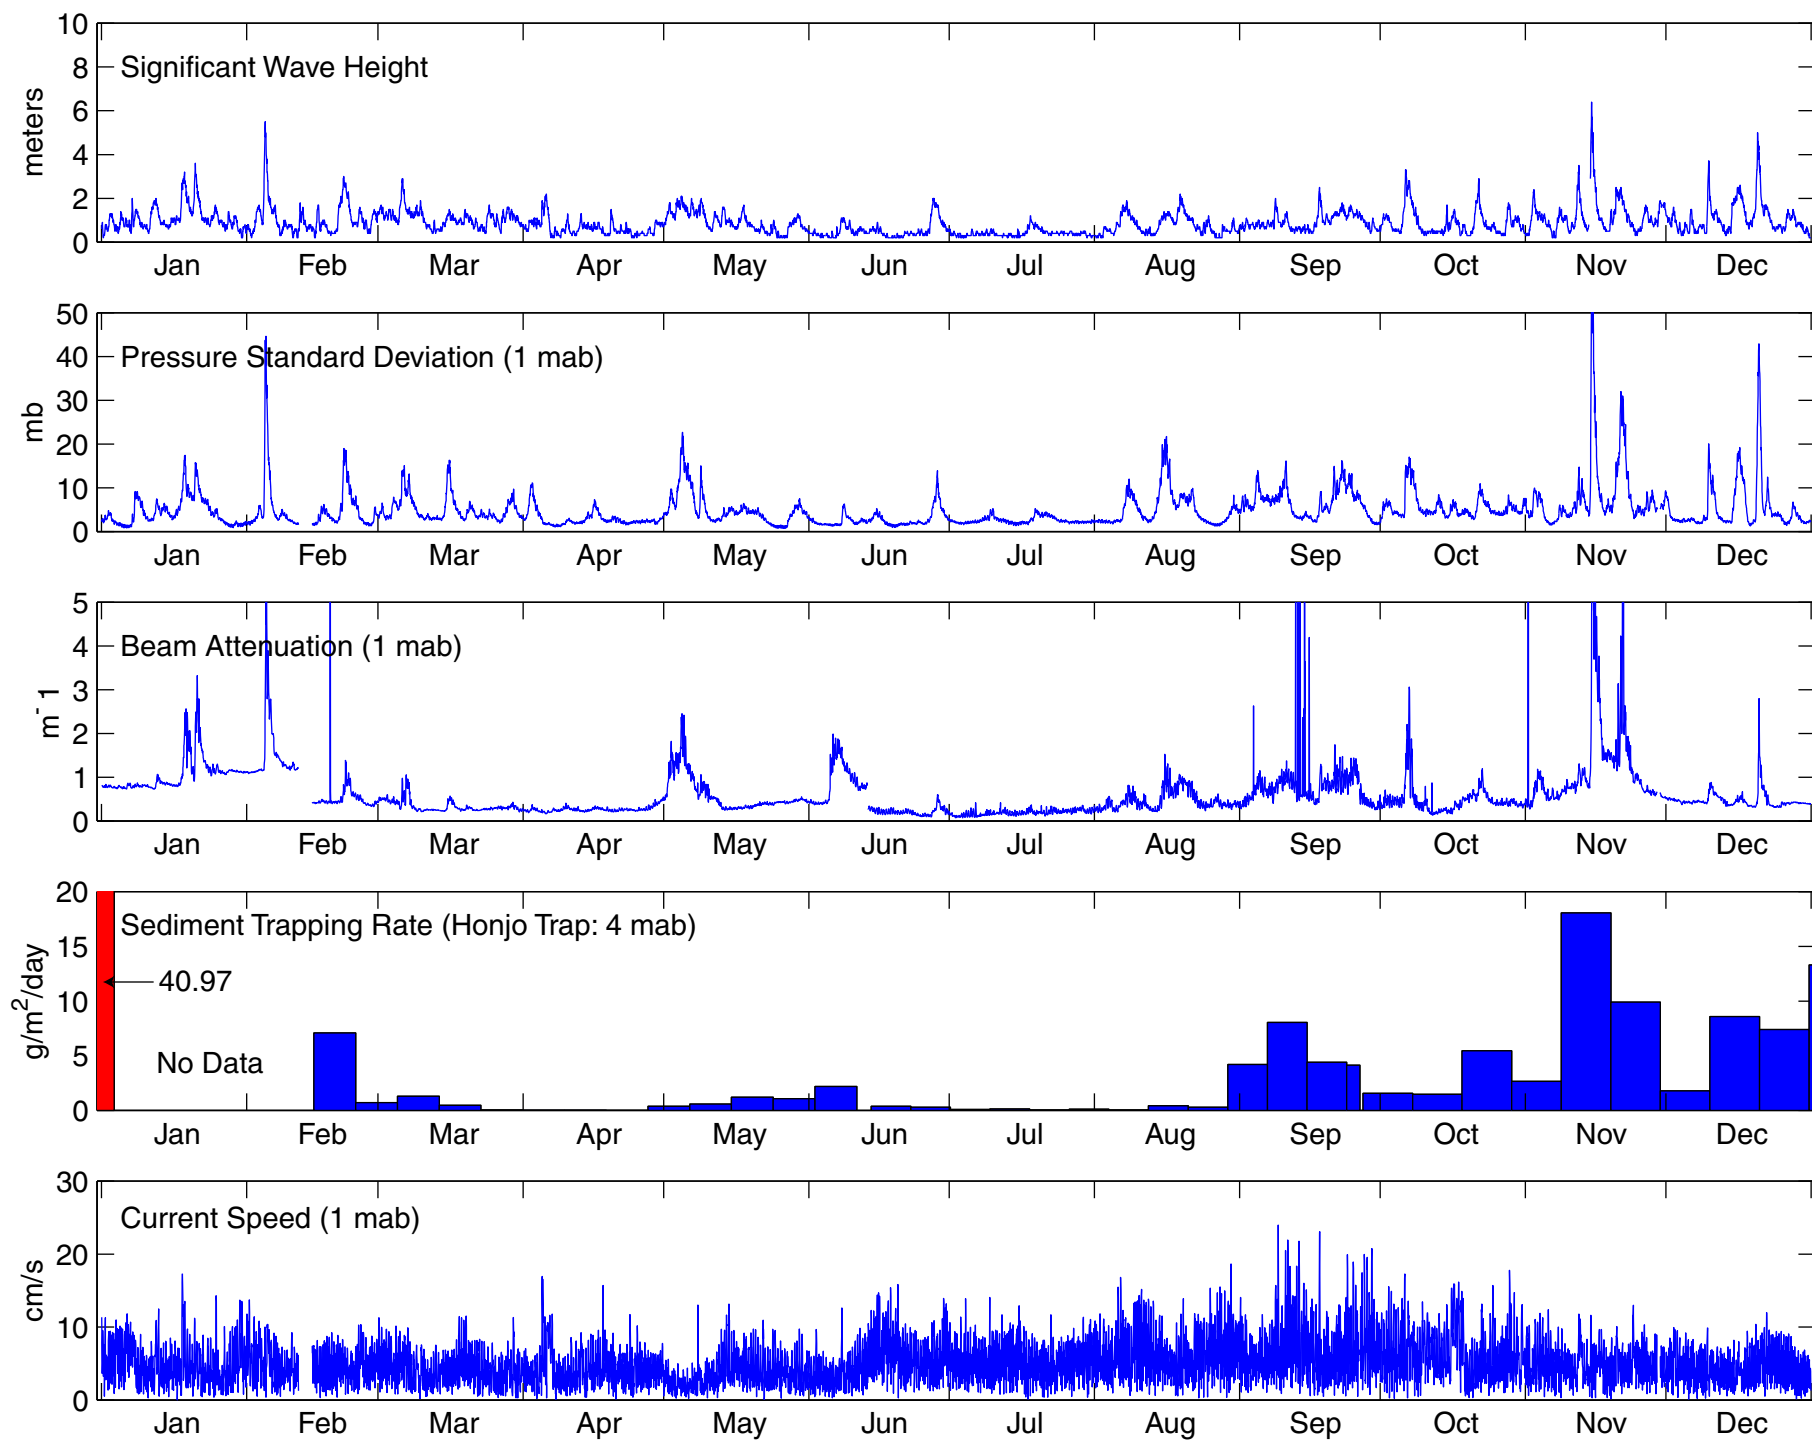 10
8
6
4
2
0
meters
Significant Wave Height
Jan Feb Mar Apr May Jun Jul Aug Sep Oct Nov Dec
50
40
30
20
10
0
mb
Pressure Standard Deviation (1 mab)
Jan Feb Mar Apr May Jun Jul Aug Sep Oct Nov Dec
5
4
3
2
1
0
m⁻1
Beam Attenuation (1 mab)
Jan Feb Mar Apr May Jun Jul Aug Sep Oct Nov Dec
20
15
10
5
0
g/m²/day
Sediment Trapping Rate (Honjo Trap: 4 mab)
40.97
No Data
Jan Feb Mar Apr May Jun Jul Aug Sep Oct Nov Dec
30
20
10
0
cm/s
Current Speed (1 mab)
Jan Feb Mar Apr May Jun Jul Aug Sep Oct Nov Dec